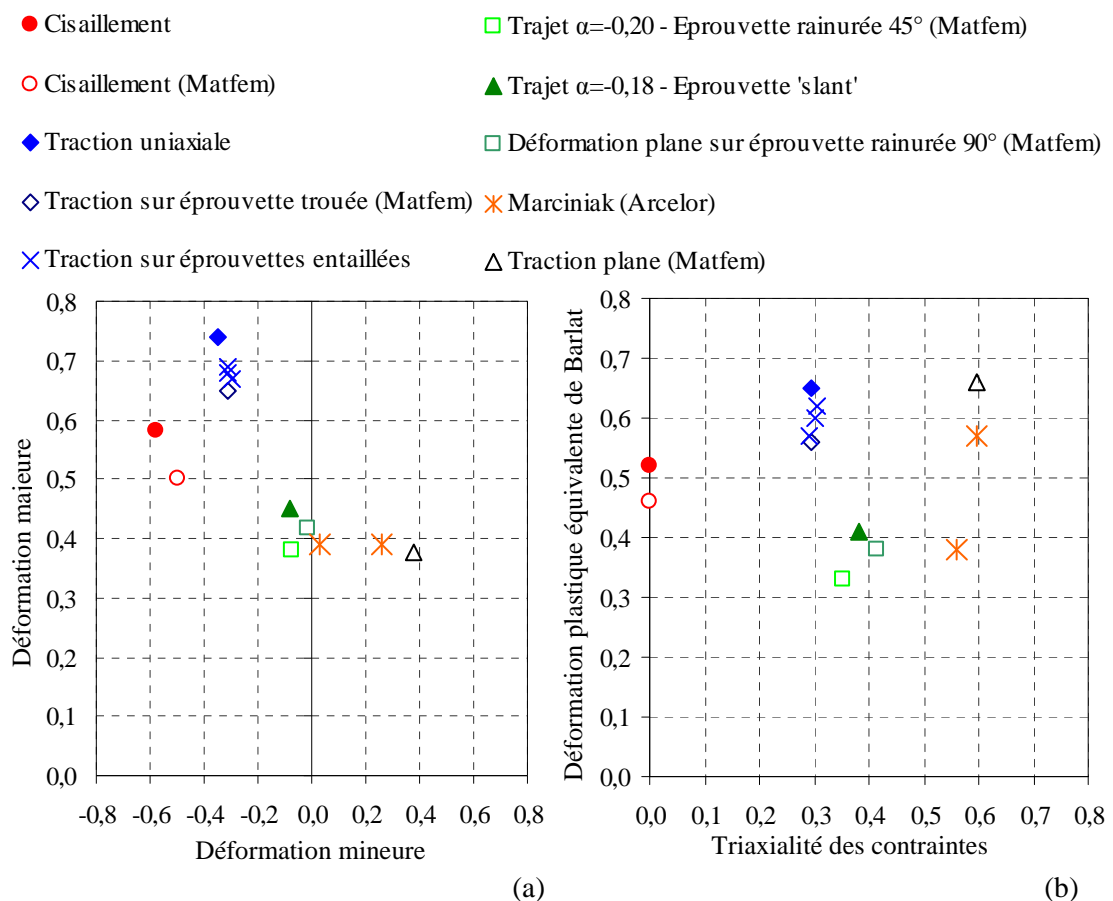 Cisaillement
Cisaillement (Matfem)
Traction uniaxiale
Traction sur éprouvette trouée (Matfem)
Traction sur éprouvettes entaillées
Trajet α=-0,20 - Eprouvette rainurée 45° (Matfem)
Trajet α=-0,18 - Eprouvette 'slant'
Déformation plane sur éprouvette rainurée 90° (Matfem)
Marciniak (Arcelor)
Traction plane (Matfem)
Déformation majeure
0,8
0,7
0,6
0,5
0,4
0,3
0,2
0,1
0,0
-0,8 -0,6 -0,4 -0,2 0,0 0,2 0,4 0,6 0,8
Déformation mineure
(a)
Déformation plastique équivalente de Barlat
0,8
0,7
0,6
0,5
0,4
0,3
0,2
0,1
0,0
0,0 0,1 0,2 0,3 0,4 0,5 0,6 0,7 0,8
Triaxialité des contraintes
(b)